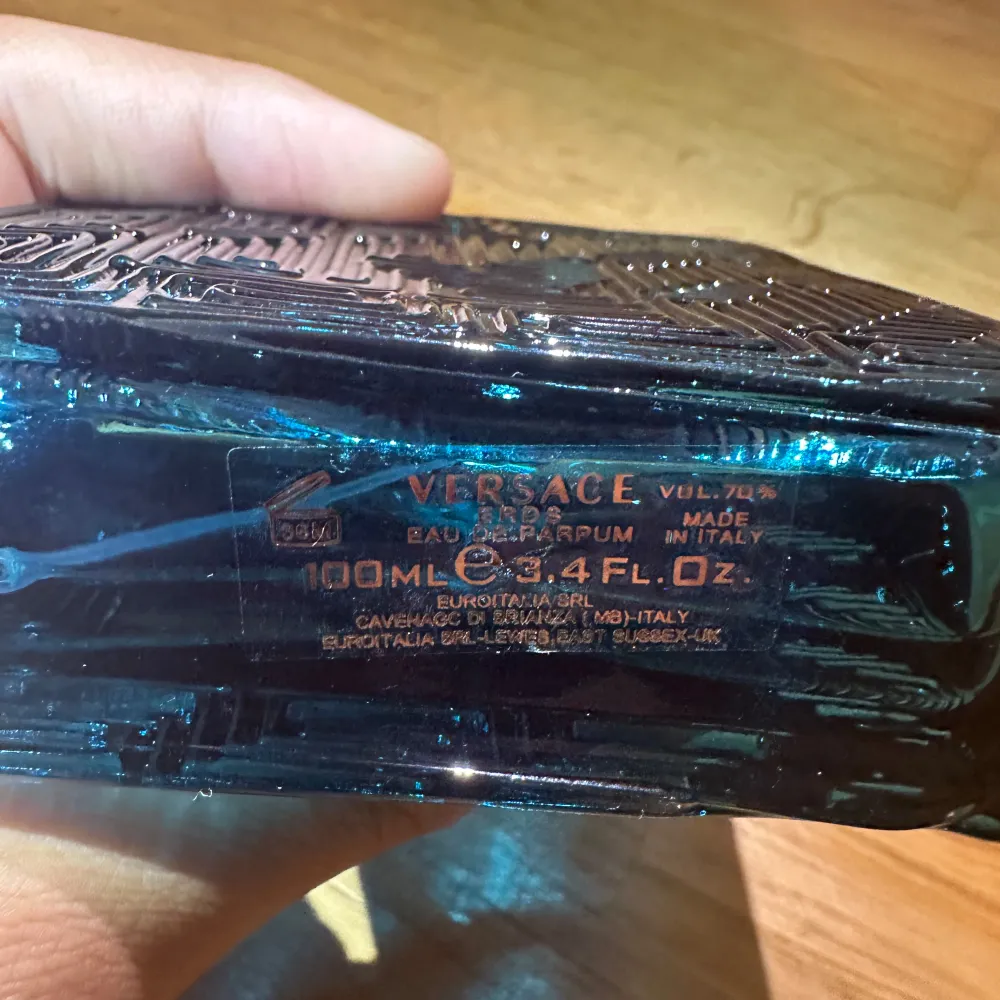 VERSACE
EROS
EAU DE PARFUM
VOL.70%
MADE
IN ITALY
36M
100ML e 3.4 FL.OZ.
EUROITALIA SRL
CAVENAGO DI BRIANZA (MB)-ITALY
EUROITALIA SRL-LEWES, EAST SUSSEX-UK